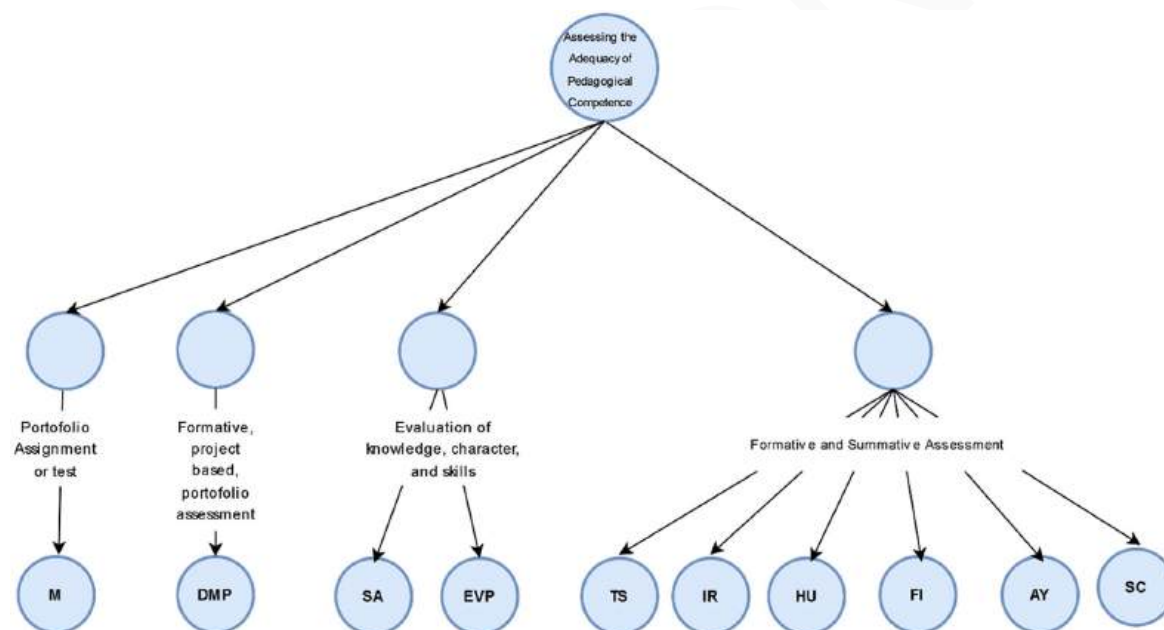 Assessing the
Adequacy of
Pedagogical
Competence
Portofolio
Assignment
or test
Formative,
project
based,
portofolio
assessment
Evaluation of
knowledge, character,
and skills
Formative and Summative Assessment
M
DMP
SA
EVP
TS
IR
HU
FI
AY
SC